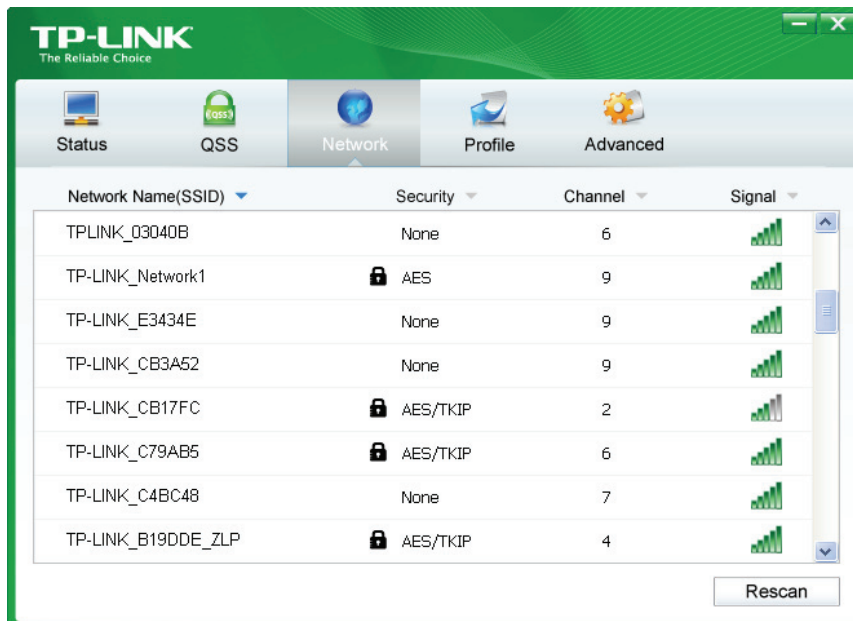 TP-LINK
The Reliable Choice
Status QSS Network Profile Advanced
Network Name(SSID) Security Channel Signal
TPLINK_03040B None 6
TP-LINK_Network1 AES 9
TP-LINK_E3434E None 9
TP-LINK_CB3A52 None 9
TP-LINK_CB17FC AES/TKIP 2
TP-LINK_C79AB5 AES/TKIP 6
TP-LINK_C4BC48 None 7
TP-LINK_B19DDE_ZLP AES/TKIP 4
Rescan